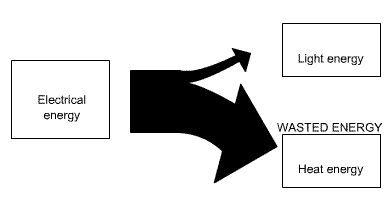 Light energy
Electrical
energy
WASTED ENERGY
Heat energy